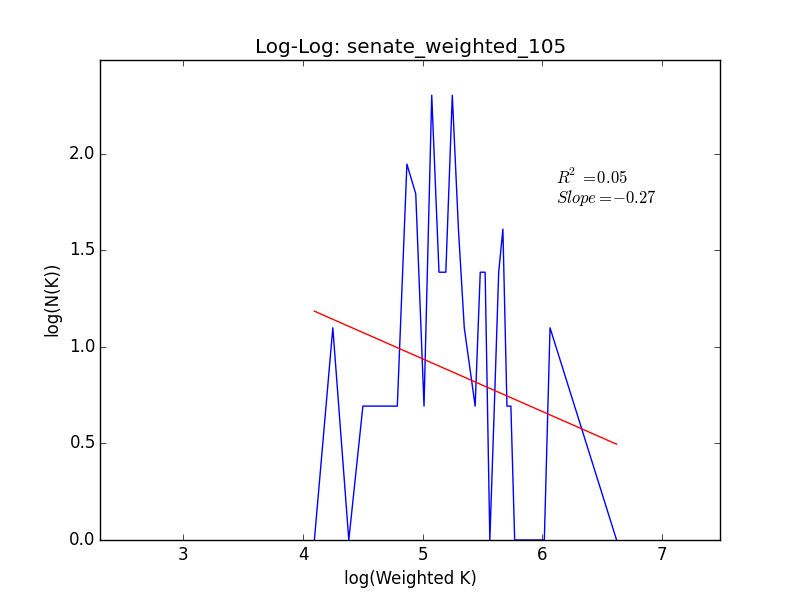 Log-Log: senate_weighted_105
2.0
1.5
1.0
0.5
0.0
log(N(K))
R² =0.05
Slope=−0.27
3 4 5 6 7
log(Weighted K)